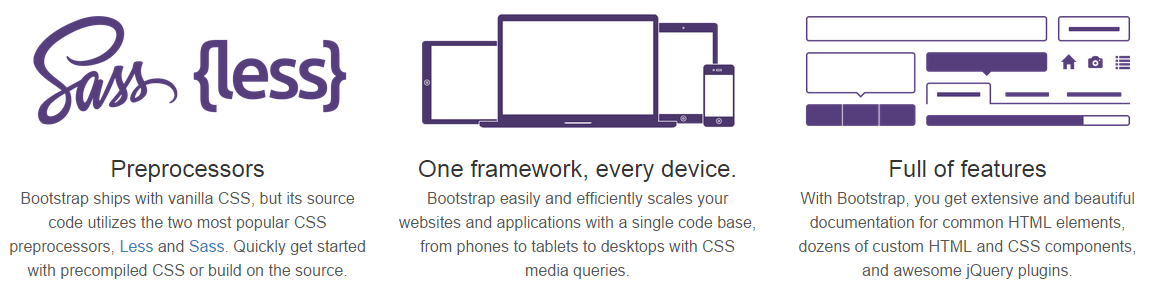 Sass {less}
Preprocessors
Bootstrap ships with vanilla CSS, but its source
code utilizes the two most popular CSS
preprocessors, Less and Sass. Quickly get started
with precompiled CSS or build on the source.
One framework, every device.
Bootstrap easily and efficiently scales your
websites and applications with a single code base,
from phones to tablets to desktops with CSS
media queries.
Full of features
With Bootstrap, you get extensive and beautiful
documentation for common HTML elements,
dozens of custom HTML and CSS components,
and awesome jQuery plugins.